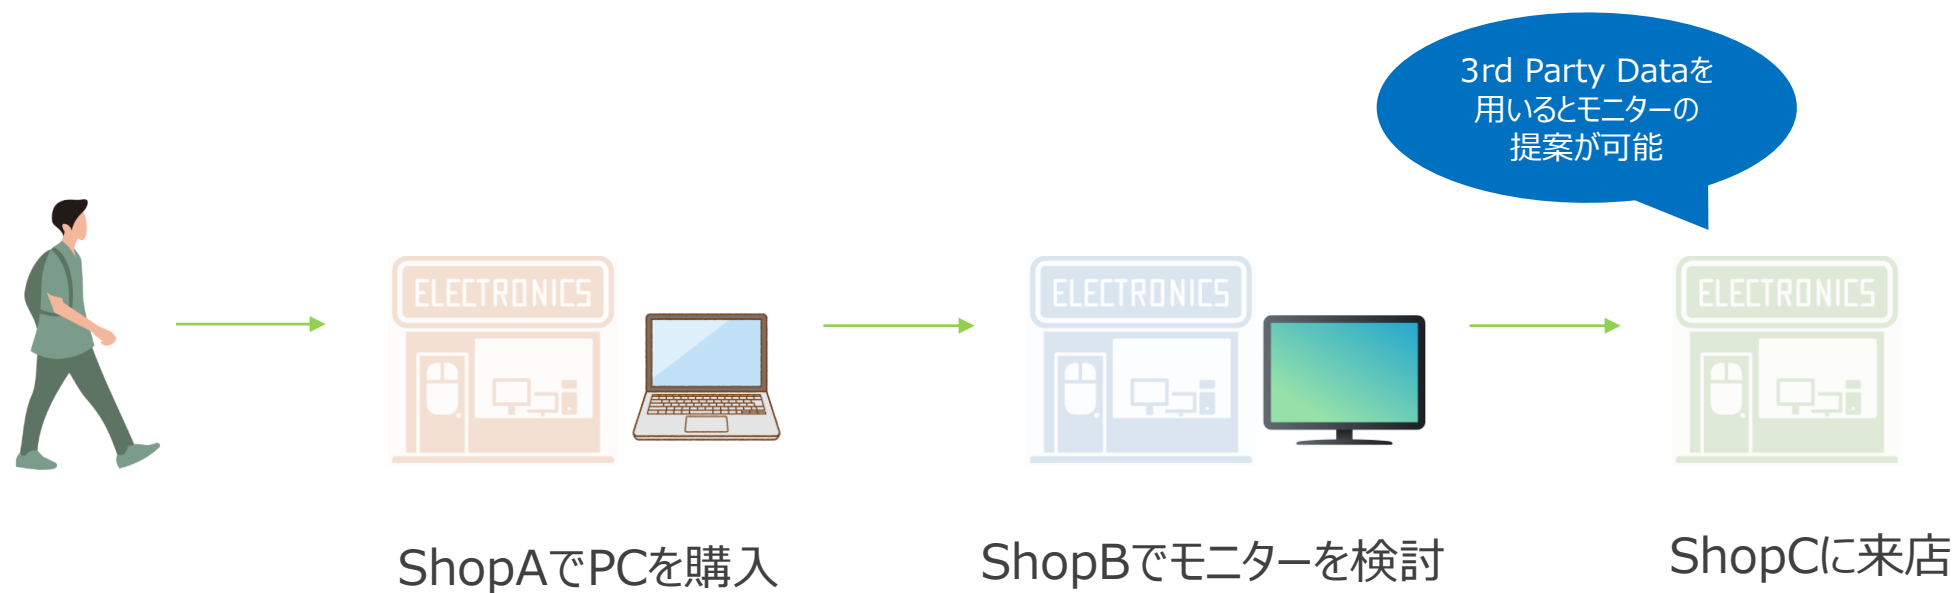 3rd Party Dataを
用いるとモニターの
提案が可能
ELECTRONICS
ELECTRONICS
ELECTRONICS
ShopAでPCを購入
ShopBでモニターを検討
ShopCに来店